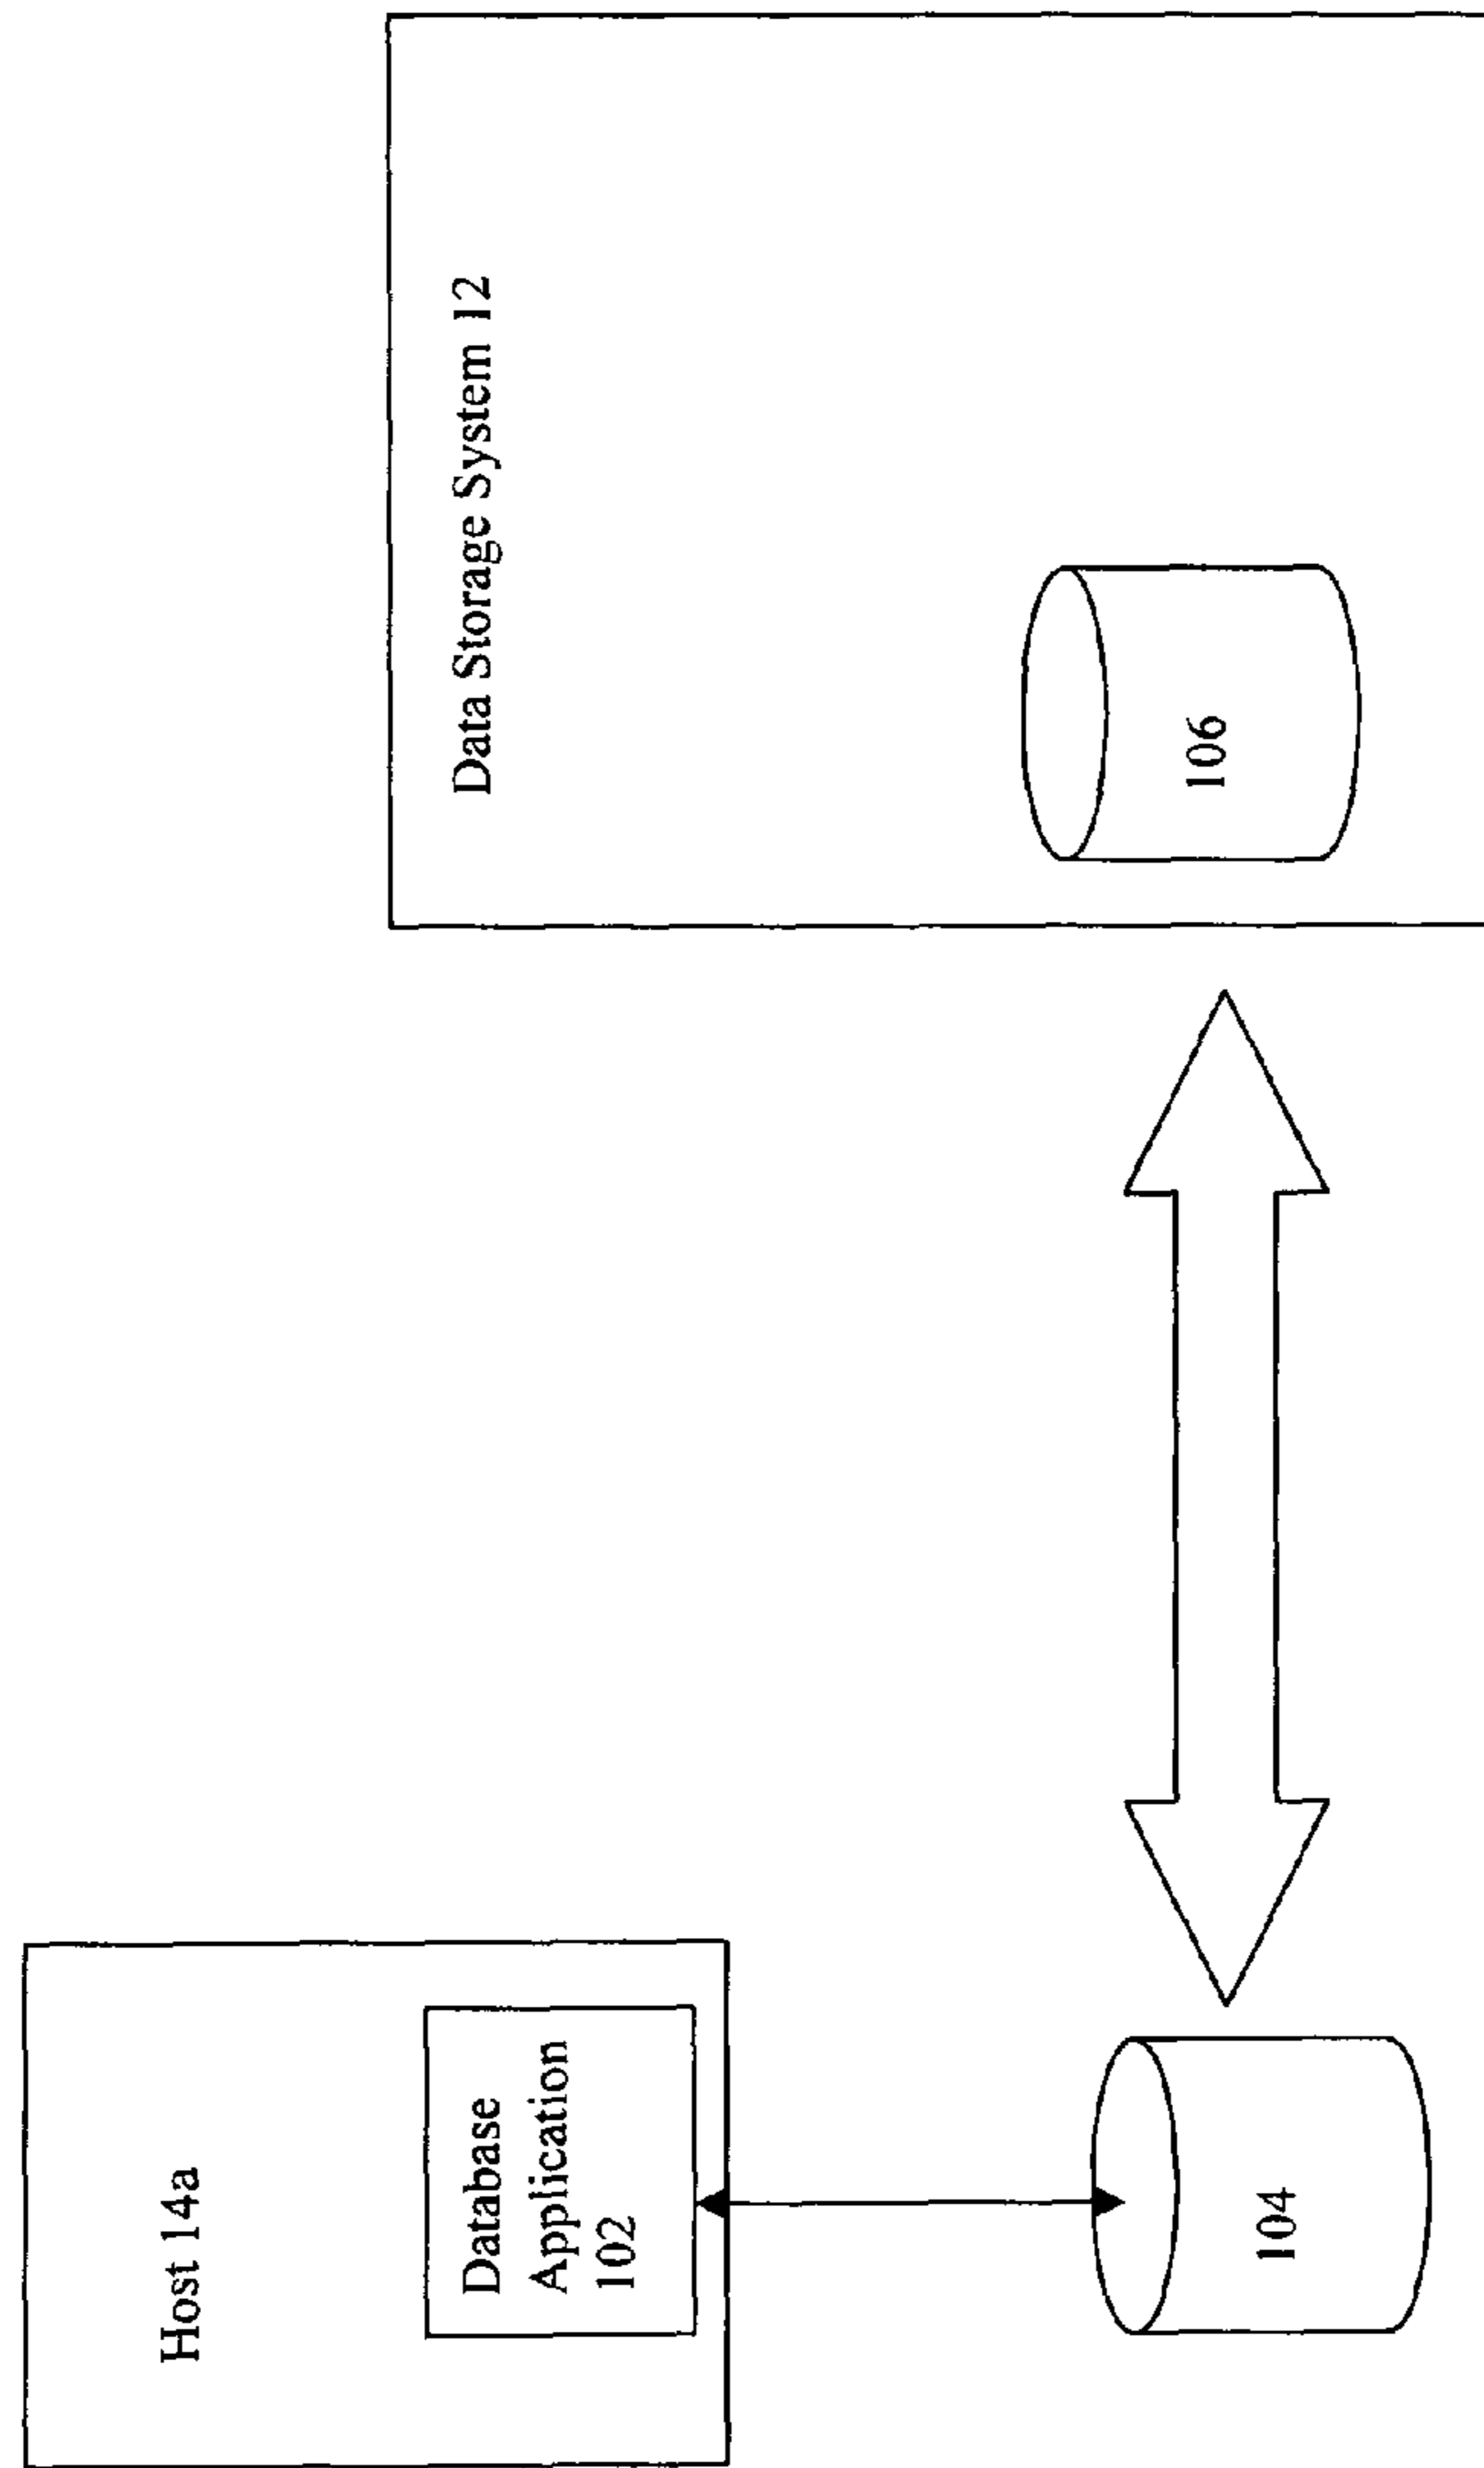 Host 14a
Database
Application
102
104
Data Storage System 12
106